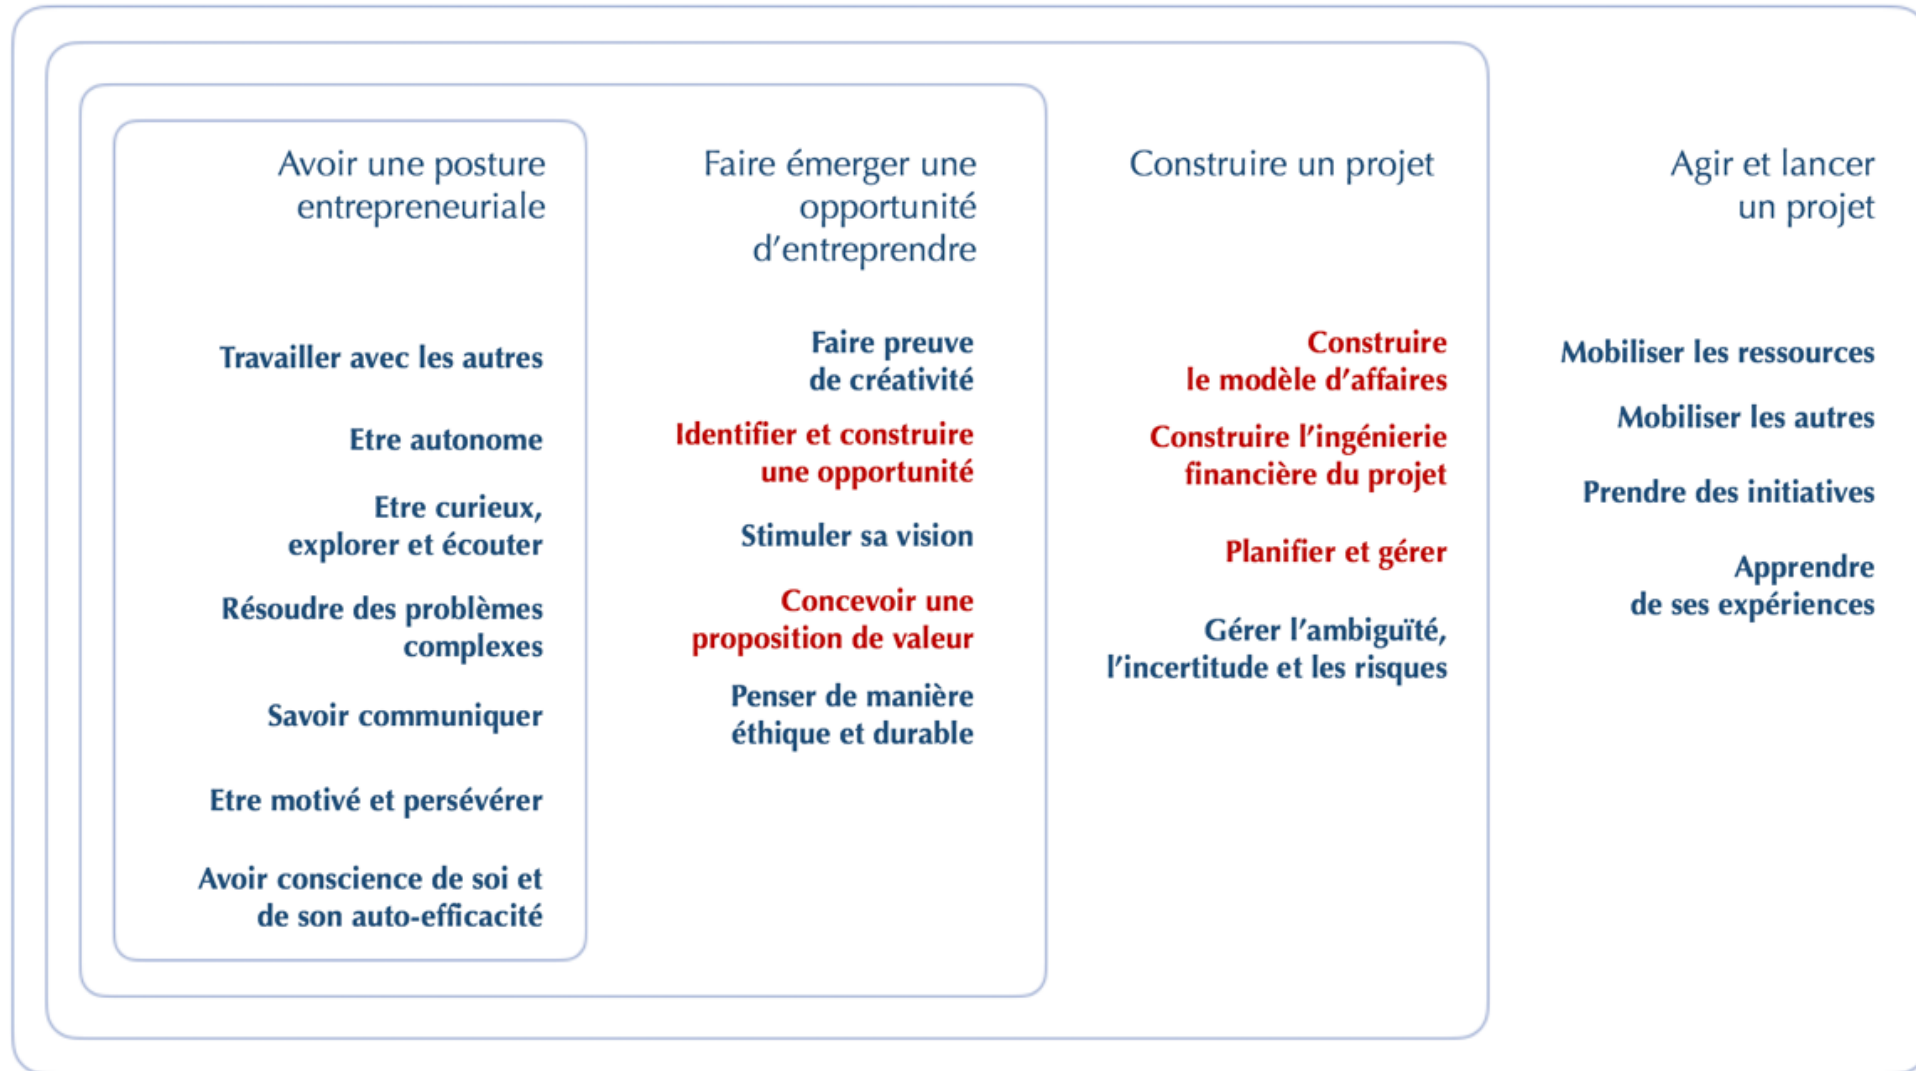 Avoir une posture
entrepreneuriale
Travailler avec les autres
Etre autonome
Etre curieux,
explorer et écouter
Résoudre des problèmes
complexes
Savoir communiquer
Etre motivé et persévérer
Avoir conscience de soi et
de son auto-efficacité
Faire émerger une
opportunité
d’entreprendre
Faire preuve
de créativité
Identifier et construire
une opportunité
Stimuler sa vision
Concevoir une
proposition de valeur
Penser de manière
éthique et durable
Construire un projet
Construire
le modèle d’affaires
Construire l’ingénierie
financière du projet
Planifier et gérer
Gérer l’ambiguïté,
l’incertitude et les risques
Agir et lancer
un projet
Mobiliser les ressources
Mobiliser les autres
Prendre des initiatives
Apprendre
de ses expériences